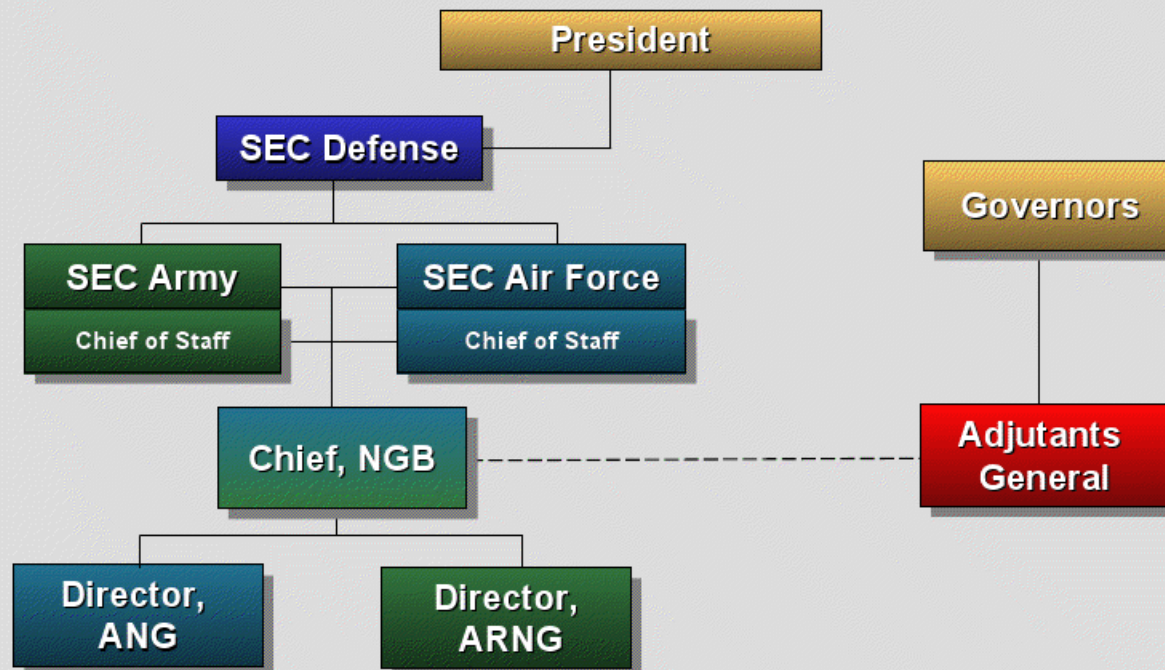 President
SEC Defense
Governors
SEC Army
SEC Air Force
Chief of Staff
Chief of Staff
Chief, NGB
Adjutants
General
Director,
ANG
Director,
ARNG